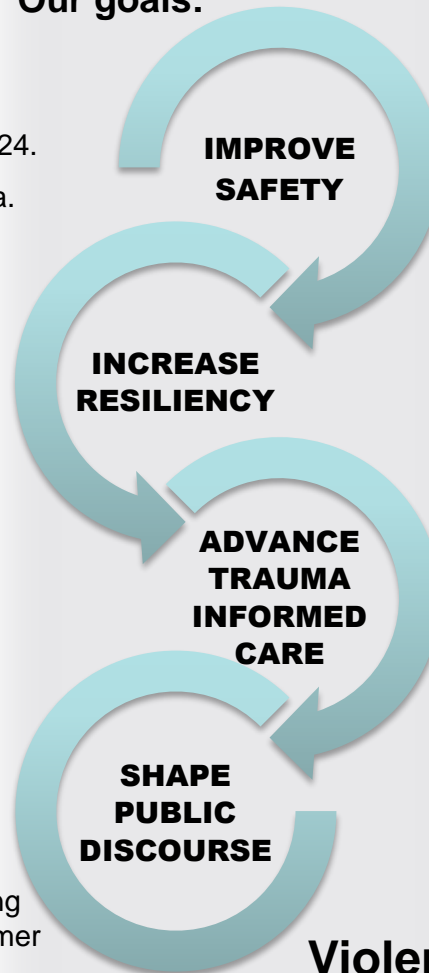 Our goals:
24.
a.
IMPROVE
SAFETY
INCREASE
RESILIENCY
ADVANCE
TRAUMA
INFORMED
CARE
SHAPE
PUBLIC
DISCOURSE
ng
mer
Violen